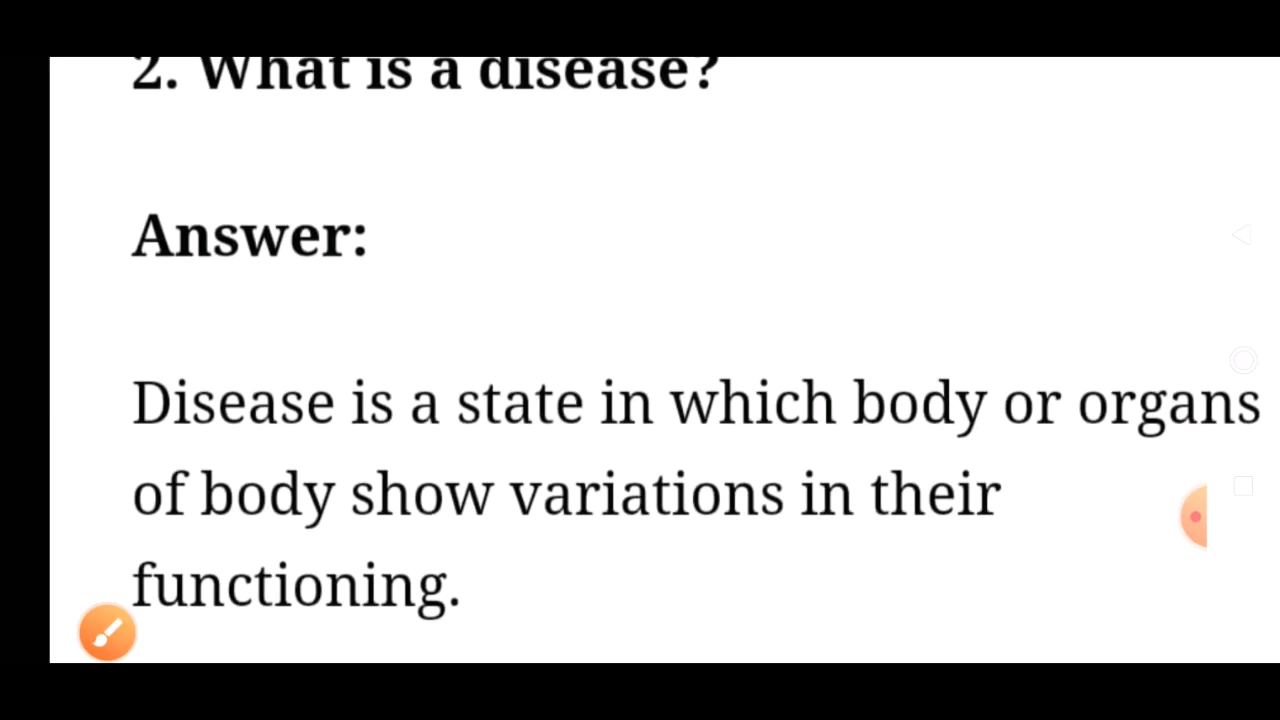 2. What is a disease?
Answer:
Disease is a state in which body or organs
of body show variations in their
functioning.